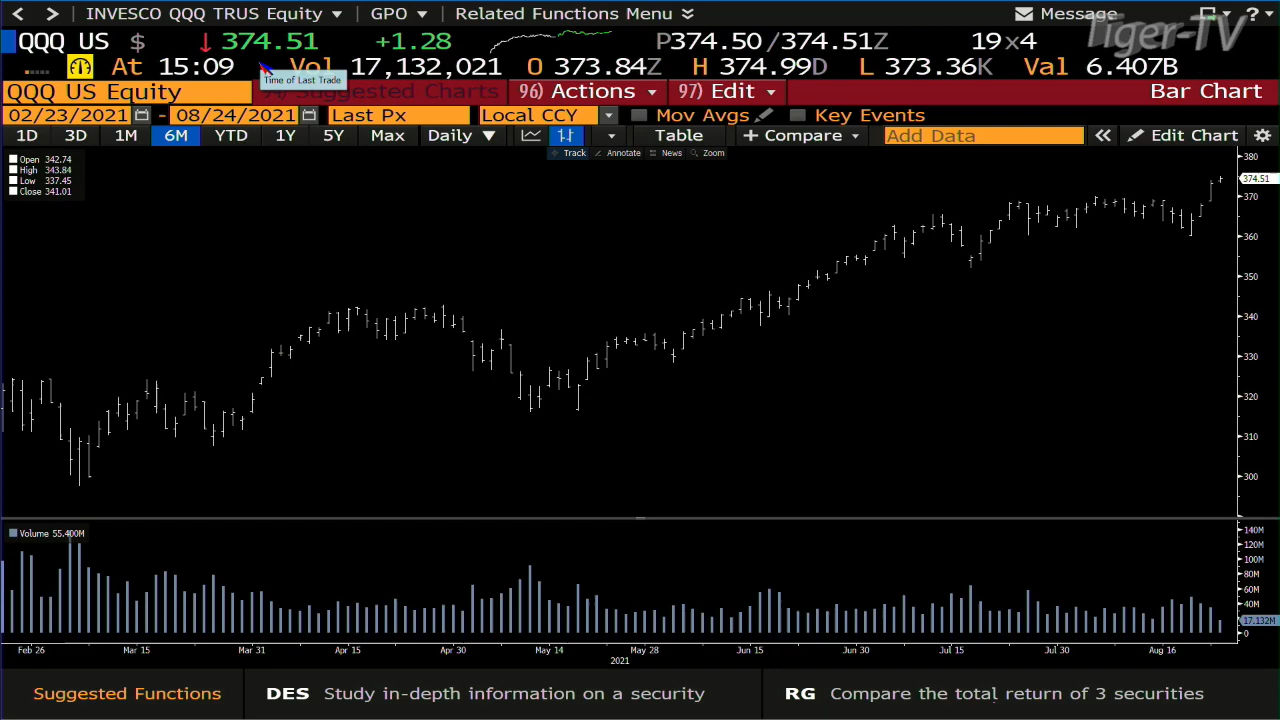 INVESCO QQQ TRUS Equity GPO Related Functions Menu Message ?
Tiger-TV
QQQ US $ ↓ 374.51 +1.28 P374.50 /374.51Z 19x4
At 15:09 Vol 17,132,021 O 373.84Z H 374.99D L 373.36K Val 6.407B
Time of Last Trade
QQQ US Equity Suggested Charts 96) Actions 97) Edit Bar Chart
02/23/2021 - 08/24/2021 Last Px Local CCY Mov Avgs Key Events
1D 3D 1M 6M YTD 1Y 5Y Max Daily ▼ Table + Compare Add Data « Edit Chart
Track Annotate News Zoom
Open 342.74
High 343.84
Low 337.45
Close 341.01
380
374.51
370
360
350
340
330
320
310
300
Volume 55.400M
140M
120M
100M
80M
60M
40M
17.132M
0
Feb 26 Mar 15 Mar 31 Apr 15 Apr 30 May 14 May 28 Jun 15 Jun 30 Jul 15 Jul 30 Aug 16
2021
Suggested Functions DES Study in-depth information on a security RG Compare the total return of 3 securities